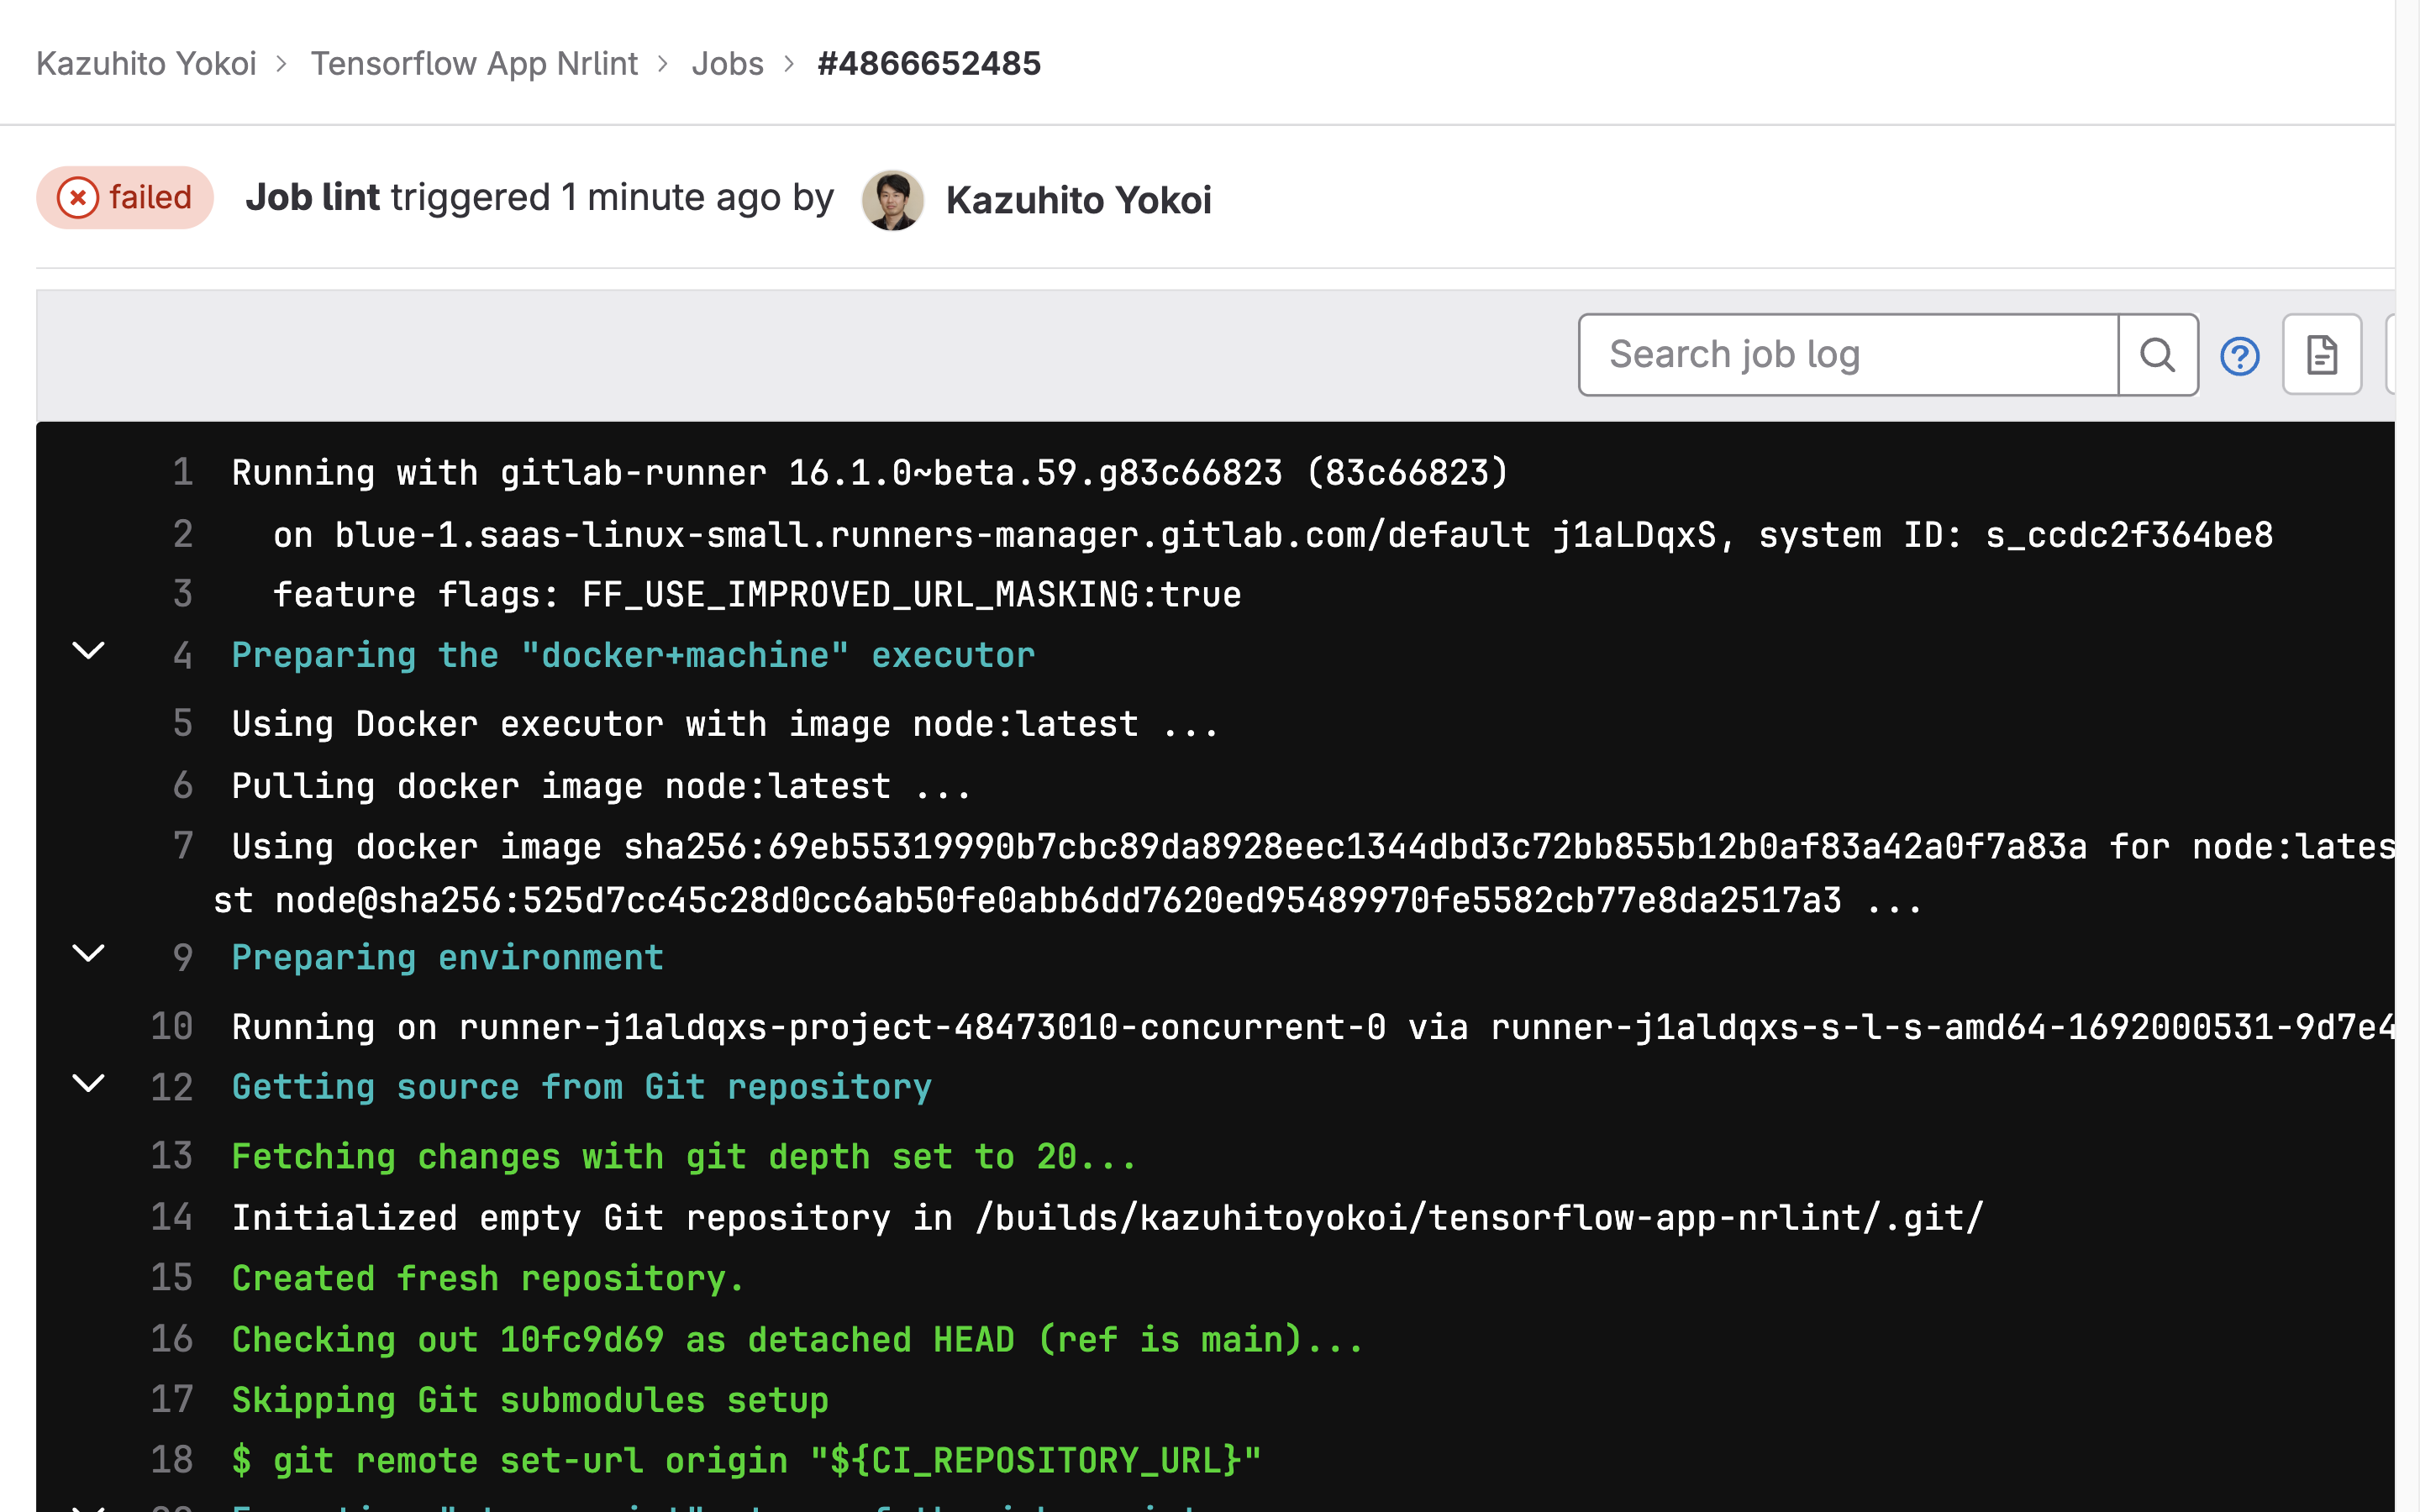 Kazuhito Yokoi > Tensorflow App Nrlint > Jobs > #4866652485
failed Job lint triggered 1 minute ago by Kazuhito Yokoi
Search job log
1 Running with gitlab-runner 16.1.0~beta.59.g83c66823 (83c66823)
2 on blue-1.saas-linux-small.runners-manager.gitlab.com/default j1aLDqxS, system ID: s_ccdc2f364be8
3 feature flags: FF_USE_IMPROVED_URL_MASKING:true
4 Preparing the "docker+machine" executor
5 Using Docker executor with image node:latest ...
6 Pulling docker image node:latest ...
7 Using docker image sha256:69eb55319990b7cbc89da8928eec1344dbd3c72bb855b12b0af83a42a0f7a83a for node:lates
st node@sha256:525d7cc45c28d0cc6ab50fe0abb6dd7620ed95489970fe5582cb77e8da2517a3 ...
9 Preparing environment
10 Running on runner-j1aldqxs-project-48473010-concurrent-0 via runner-j1aldqxs-s-l-s-amd64-1692000531-9d7e4
12 Getting source from Git repository
13 Fetching changes with git depth set to 20...
14 Initialized empty Git repository in /builds/kazuhitoyokoi/tensorflow-app-nrlint/.git/
15 Created fresh repository.
16 Checking out 10fc9d69 as detached HEAD (ref is main)...
17 Skipping Git submodules setup
18 $ git remote set-url origin "${CI_REPOSITORY_URL}"